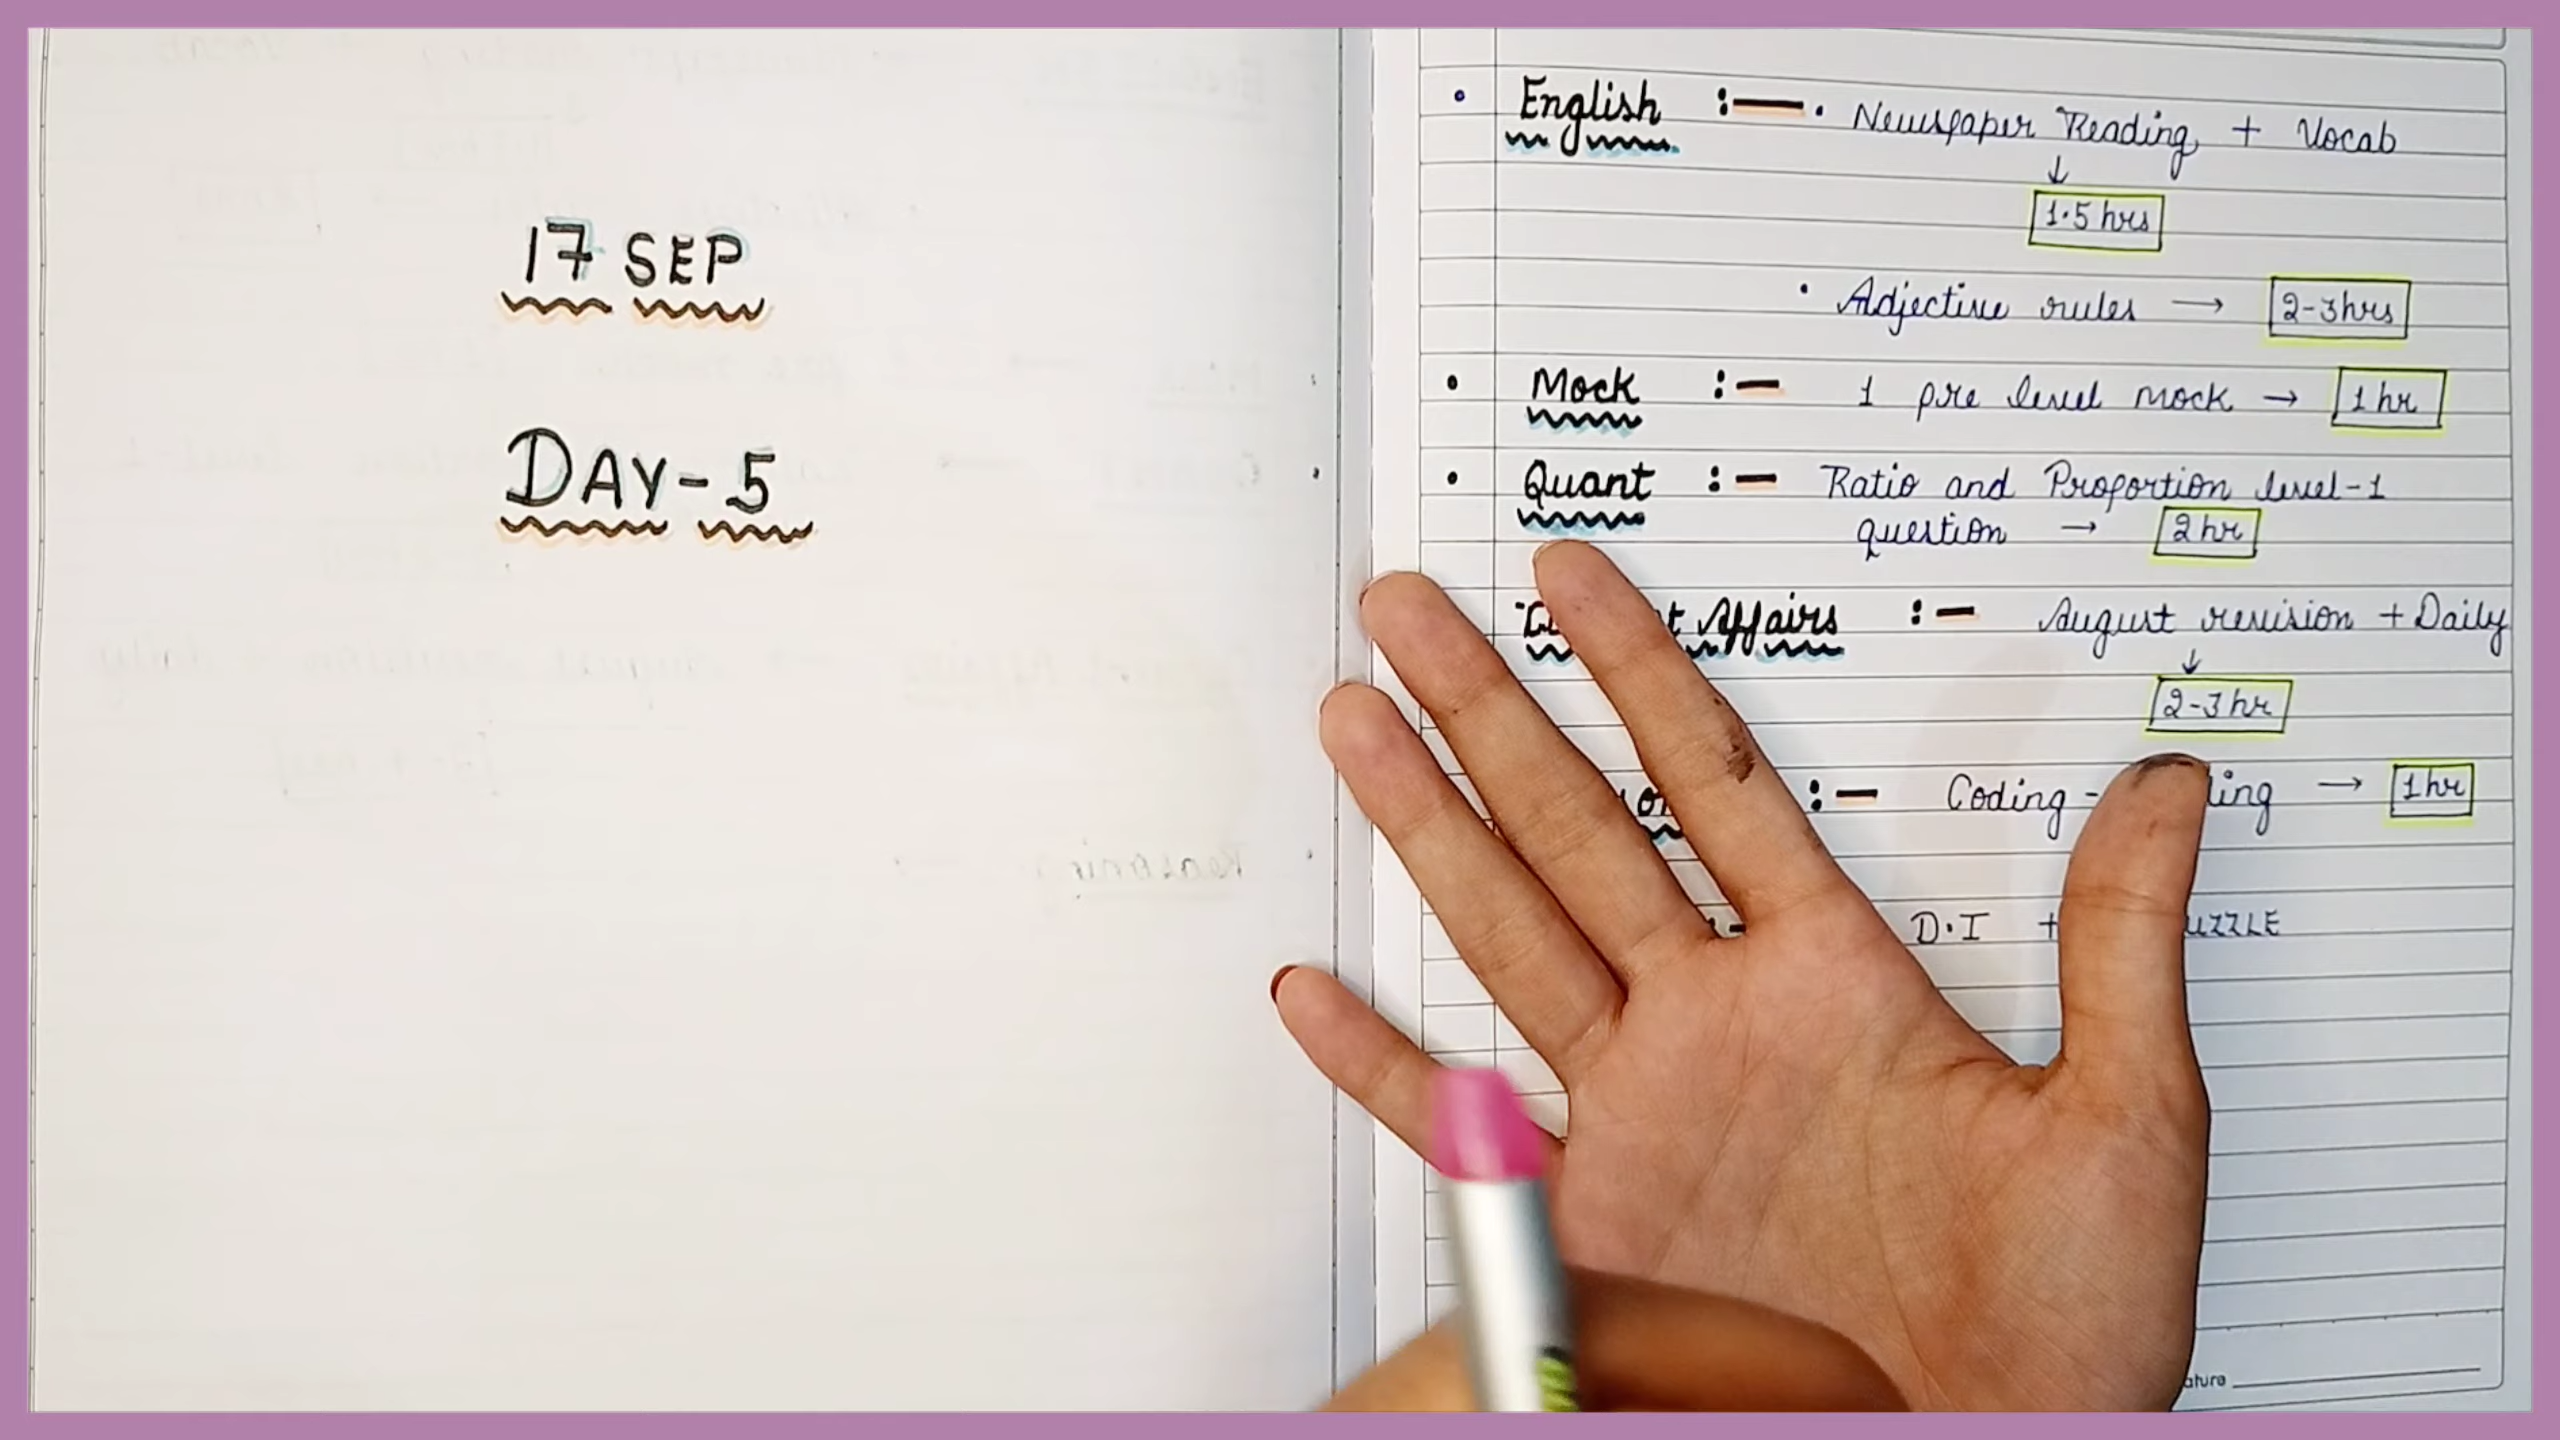 17 SEP
DAY-5
• English :— • Newspaper Reading + Vocab
↓
1.5 hrs
• Adjective rules → 2-3hrs
• Mock :— 1 pre level mock → 1 hr
• Quant :— Ratio and Proportion level-1
question → 2 hr
Affairs :— August revision + Daily
↓
2-3 hr
:— Coding - → 1 hr
D.I +